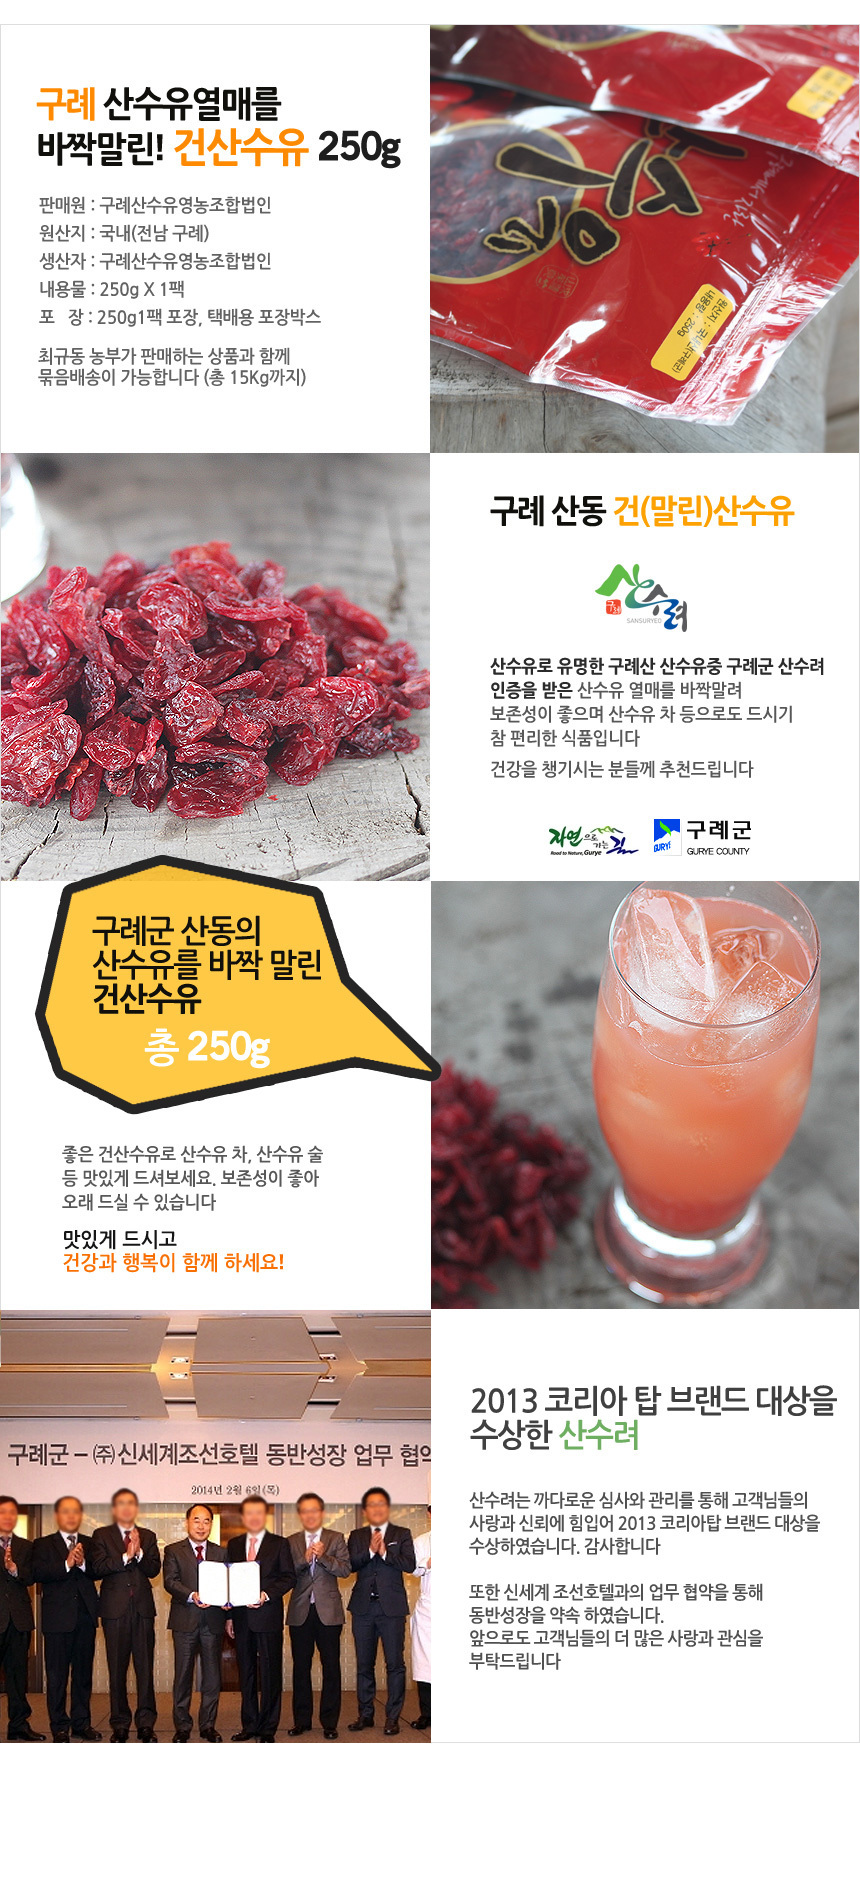 구례 산수유열매를
바짝말린! 건산수유 250g
판매원 : 구례산수유영농조합법인
원산지 : 국내(전남 구례)
생산자 : 구례산수유영농조합법인
내용물 : 250g X 1팩
포 장 : 250g1팩 포장, 택배용 포장박스
최규동 농부가 판매하는 상품과 함께
묶음배송이 가능합니다 (총 15Kg까지)
산수유
구례 산동 건(말린)산수유
산수려
구례
SANSURYEO
산수유로 유명한 구례산 산수유중 구례군 산수려
인증을 받은 산수유 열매를 바짝말려
보존성이 좋으며 산수유 차 등으로도 드시기
참 편리한 식품입니다
건강을 챙기시는 분들께 추천드립니다
자연으로 가는 길
Road to Nature, Gurye
GURYE
구례군
GURYE COUNTY
구례군 산동의
산수유를 바짝 말린
건산수유
총 250g
좋은 건산수유로 산수유 차, 산수유 술
등 맛있게 드셔보세요. 보존성이 좋아
오래 드실 수 있습니다
맛있게 드시고
건강과 행복이 함께 하세요!
구례군 – (주)신세계조선호텔 동반성장 업무 협약
2014년 2월 6일(목)
2013 코리아 탑 브랜드 대상을
수상한 산수려
산수려는 까다로운 심사와 관리를 통해 고객님들의
사랑과 신뢰에 힘입어 2013 코리아탑 브랜드 대상을
수상하였습니다. 감사합니다
또한 신세계 조선호텔과의 업무 협약을 통해
동반성장을 약속 하였습니다.
앞으로도 고객님들의 더 많은 사랑과 관심을
부탁드립니다